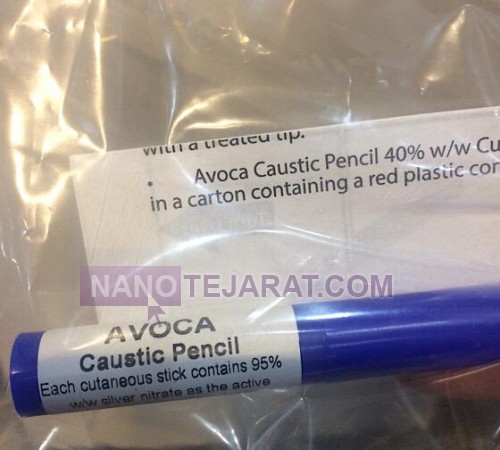 with a treated tip.
• Avoca Caustic Pencil 40% w/w Cu
in a carton containing a red plastic con
NANOTEJARAT.COM
AVOCA
Caustic Pencil
Each cutaneous stick contains 95%
w/w silver nitrate as the active